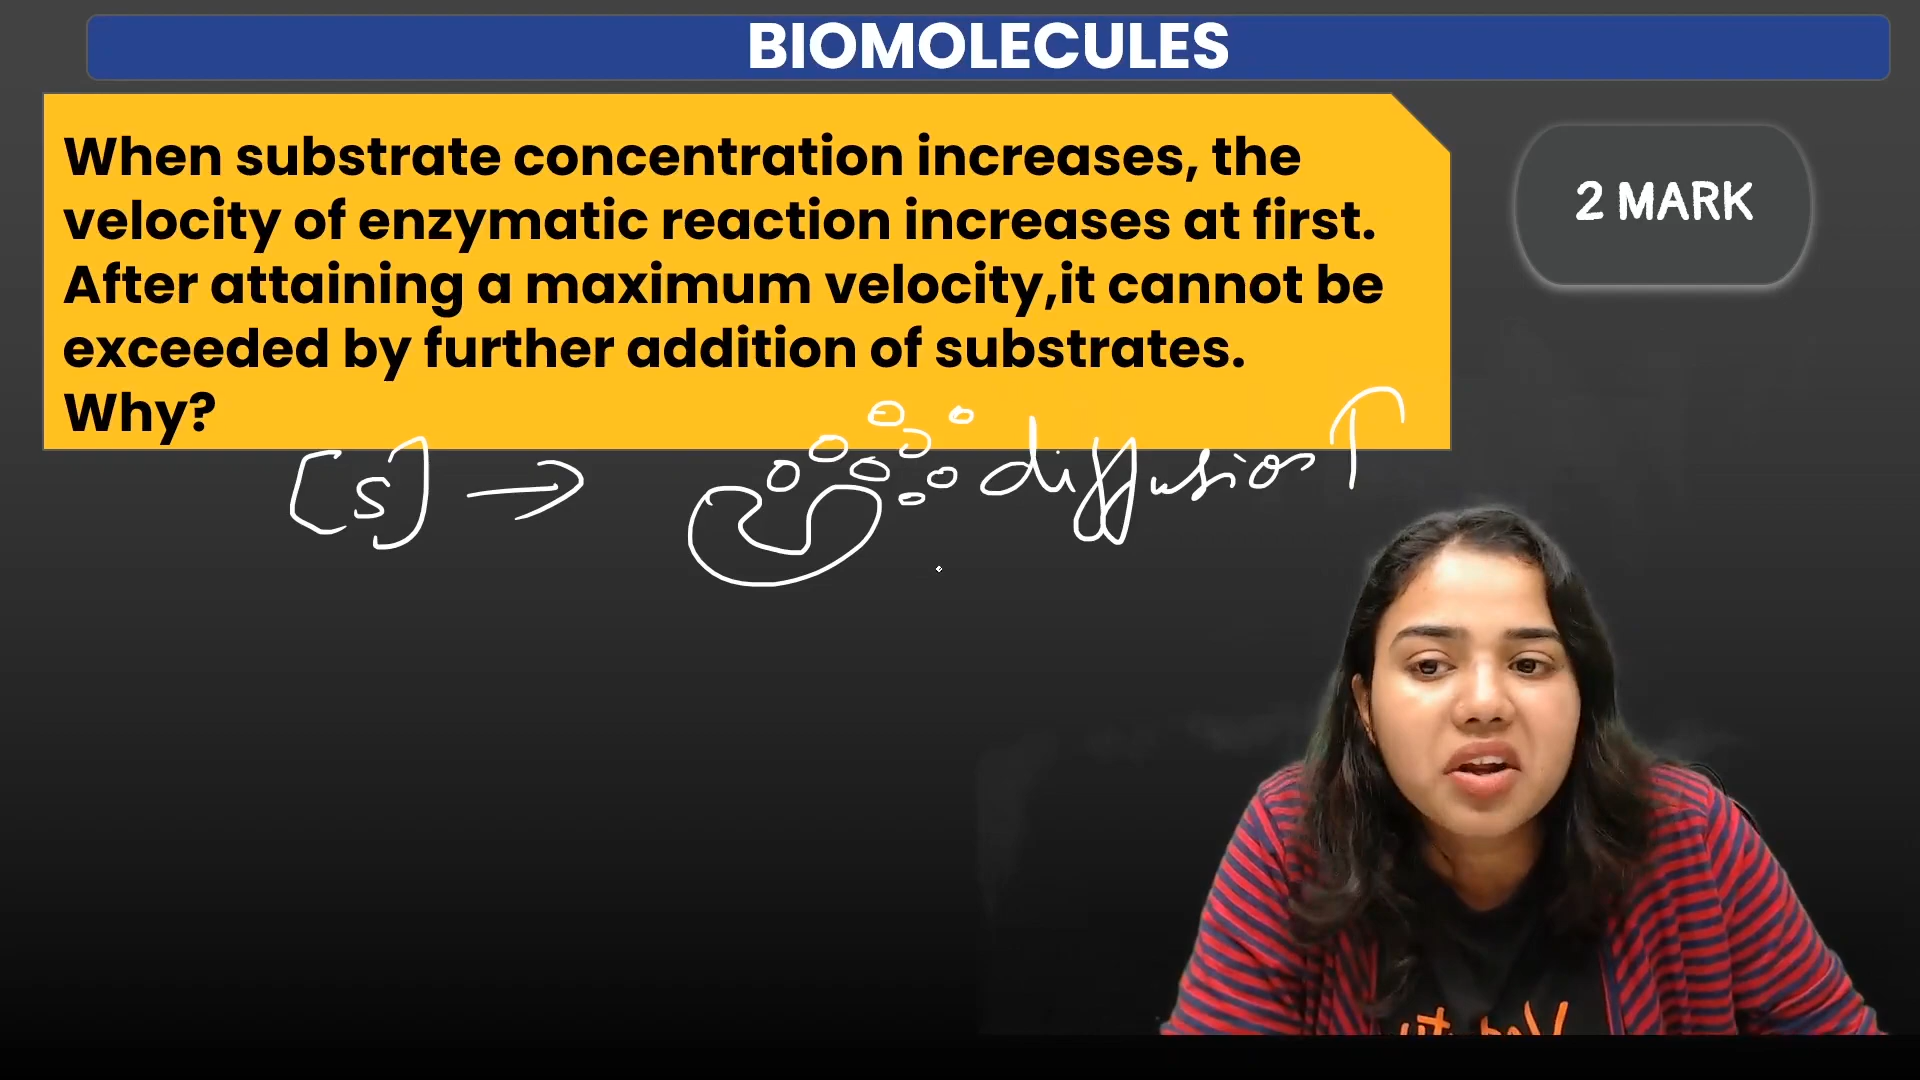 BIOMOLECULES
When substrate concentration increases, the
velocity of enzymatic reaction increases at first.
After attaining a maximum velocity,it cannot be
exceeded by further addition of substrates.
Why?
2 MARK
[S] → diffusion ↑